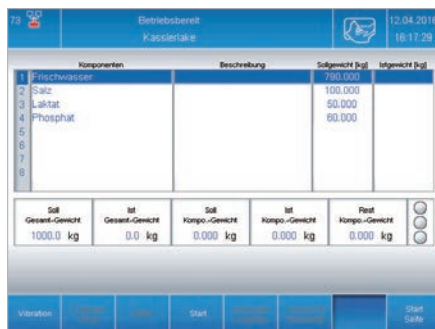 73 Betriebsbereit 12.04.2016
Kasslerlake 16:17:29
Komponenten Beschreibung Sollgewicht [kg] Istgewicht [kg]
1 Frischwasser 790.000
2 Salz 100.000
3 Laktat 50.000
4 Phosphat 60.000
5
6
7
8
Soll Ist Soll Ist Rest
Gesamt-Gewicht Gesamt-Gewicht Kompo.-Gewicht Kompo.-Gewicht Kompo.-Gewicht
1000.0 kg 0.0 kg 0.000 kg 0.000 kg 0.000 kg
Vibration Start Start
Seite